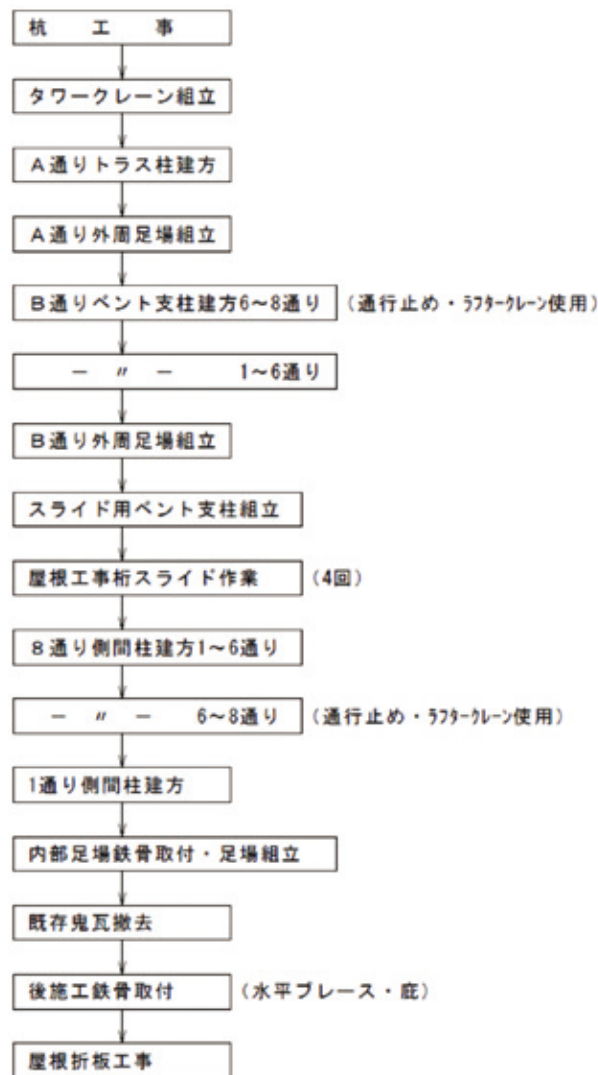 杭 工 事
タワークレーン組立
A通りトラス柱建方
A通り外周足場組立
B通りベント支柱建方6～8通り (通行止め・ラフタークレーン使用)
－ 〃 － 1～6通り
B通り外周足場組立
スライド用ベント支柱組立
屋根工事桁スライド作業 (4回)
8通り側間柱建方1～6通り
－ 〃 － 6～8通り (通行止め・ラフタークレーン使用)
1通り側間柱建方
内部足場鉄骨取付・足場組立
既存鬼瓦撤去
後施工鉄骨取付 (水平ブレース・庇)
屋根折板工事